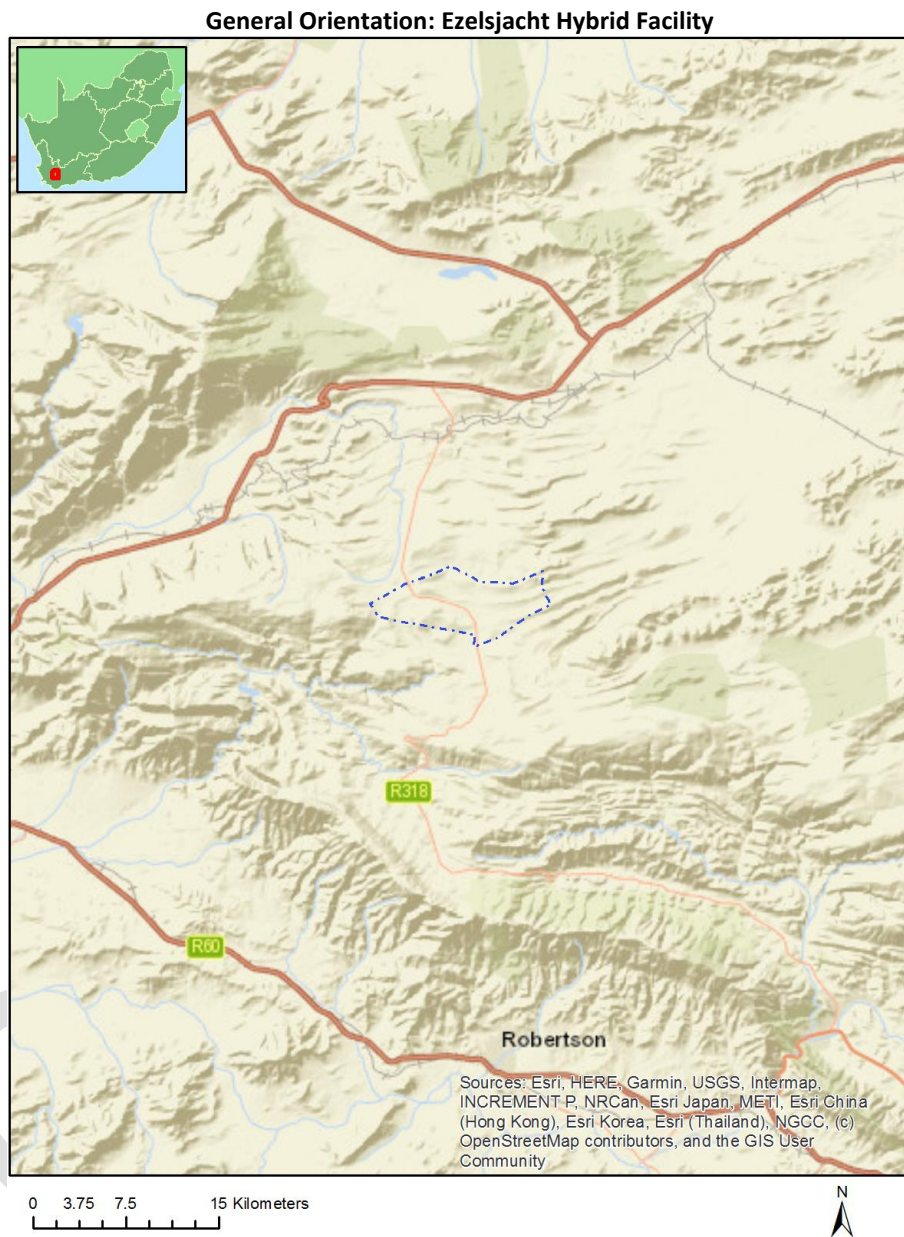 General Orientation: Ezelsjacht Hybrid Facility
R318
R60
Robertson
Sources: Esri, HERE, Garmin, USGS, Intermap,
INCREMENT P, NRCan, Esri Japan, METI, Esri China
(Hong Kong), Esri Korea, Esri (Thailand), NGCC, (c)
OpenStreetMap contributors, and the GIS User
Community
0 3.75 7.5 15 Kilometers
N